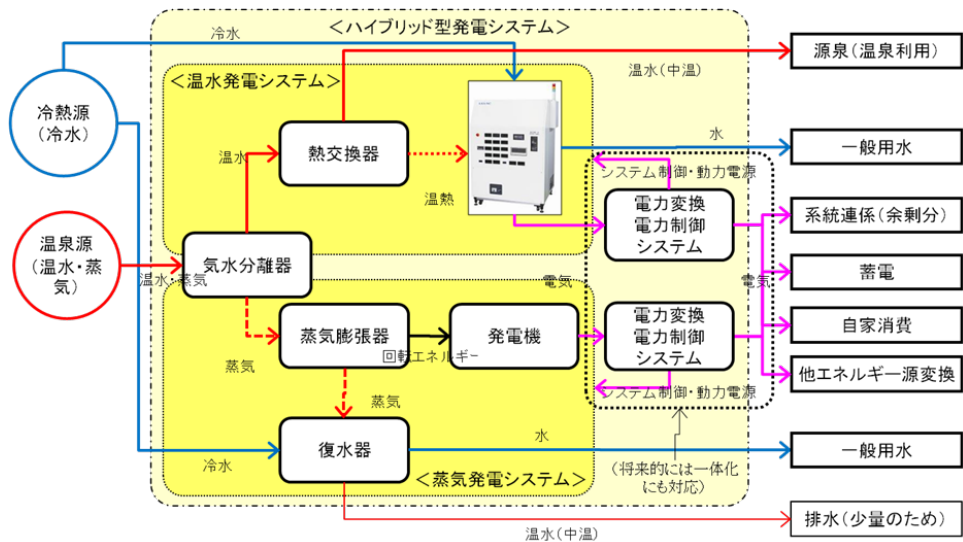 ＜ハイブリッド型発電システム＞
冷水
源泉（温泉利用）
温水（中温）
＜温水発電システム＞
冷熱源
（冷水）
熱交換器
温水
温熱
水
一般用水
システム制御・動力電源
電力変換
電力制御
システム
系統連係（余剰分）
温泉源
（温水・蒸
気）
温水・蒸気
気水分離器
電気
電気
蓄電
蒸気膨張器
発電機
電力変換
電力制御
システム
自家消費
回転エネルギー
蒸気
他エネルギー源変換
システム制御・動力電源
蒸気
復水器
水
一般用水
冷水
＜蒸気発電システム＞
（将来的には一体化
にも対応）
温水（中温）
排水（少量のため）